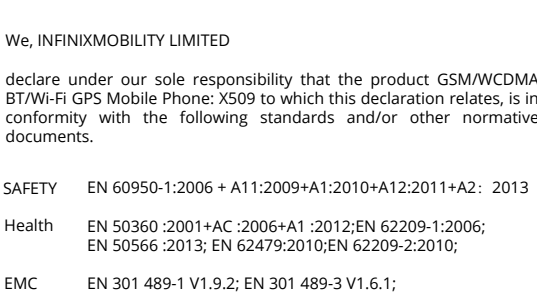 We, INFINIXMOBILITY LIMITED
declare under our sole responsibility that the product GSM/WCDMA
BT/Wi-Fi GPS Mobile Phone: X509 to which this declaration relates, is in
conformity with the following standards and/or other normative
documents.
SAFETY EN 60950-1:2006 + A11:2009+A1:2010+A12:2011+A2：2013
Health EN 50360 :2001+AC :2006+A1 :2012;EN 62209-1:2006;
EN 50566 :2013; EN 62479:2010;EN 62209-2:2010;
EMC EN 301 489-1 V1.9.2; EN 301 489-3 V1.6.1;